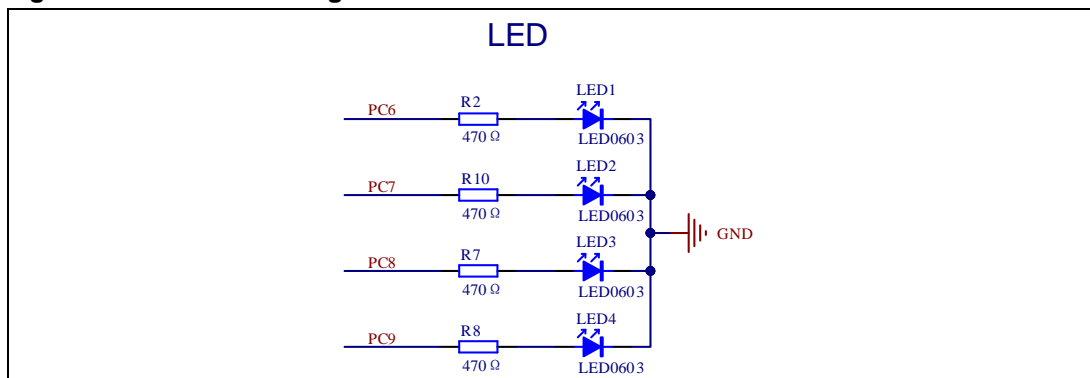 LED
LED1
PC6 R2
470 Ω LED0603
LED2
PC7 R10
470 Ω LED0603
GND
LED3
PC8 R7
470 Ω LED0603
LED4
PC9 R8
470 Ω LED0603